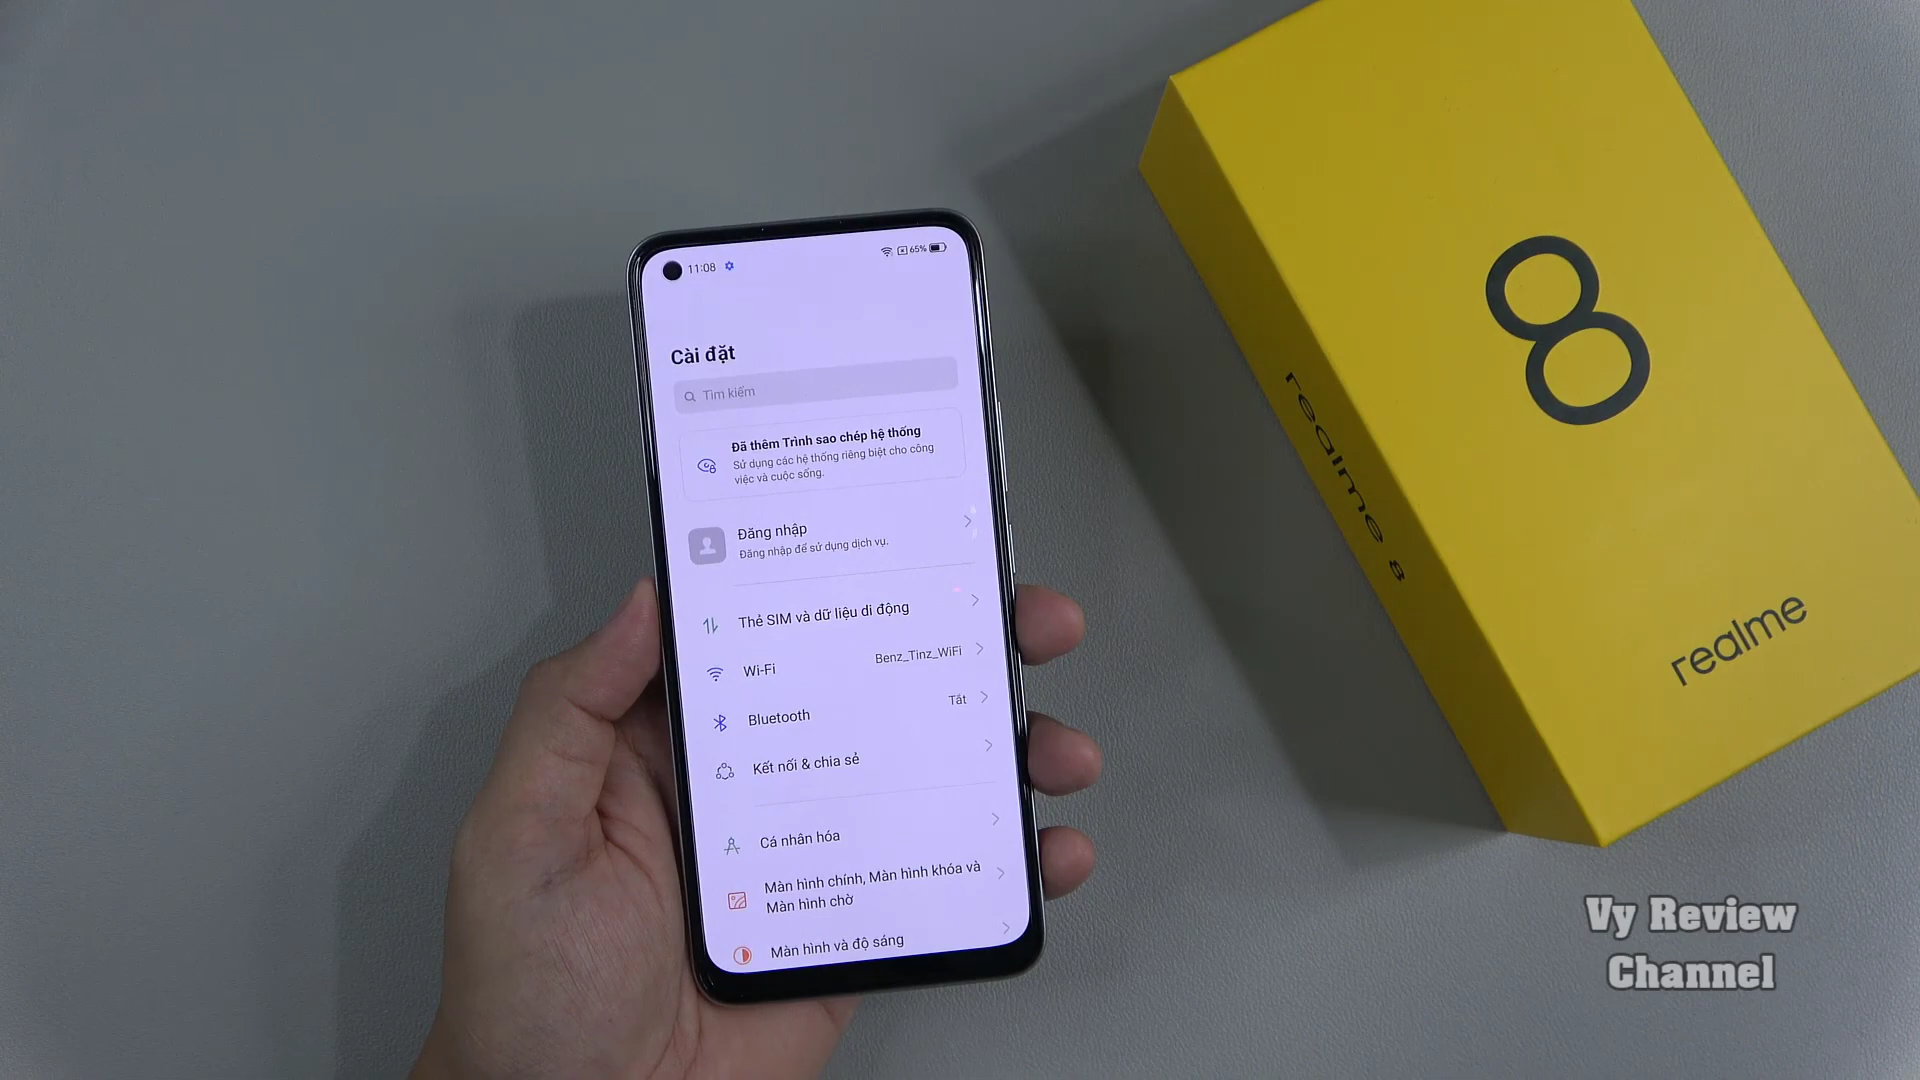 11:08
65%
Cài đặt
Tìm kiếm
Đã thêm Trình sao chép hệ thống
Sử dụng các hệ thống riêng biệt cho công
việc và cuộc sống.
Đăng nhập
Đăng nhập để sử dụng dịch vụ.
Thẻ SIM và dữ liệu di động
Wi-Fi
Benz_Tinz_WiFi
Bluetooth
Tắt
Kết nối & chia sẻ
Cá nhân hóa
Màn hình chính, Màn hình khóa và
Màn hình chờ
Màn hình và độ sáng
8
realme 8
realme
Vy Review
Channel